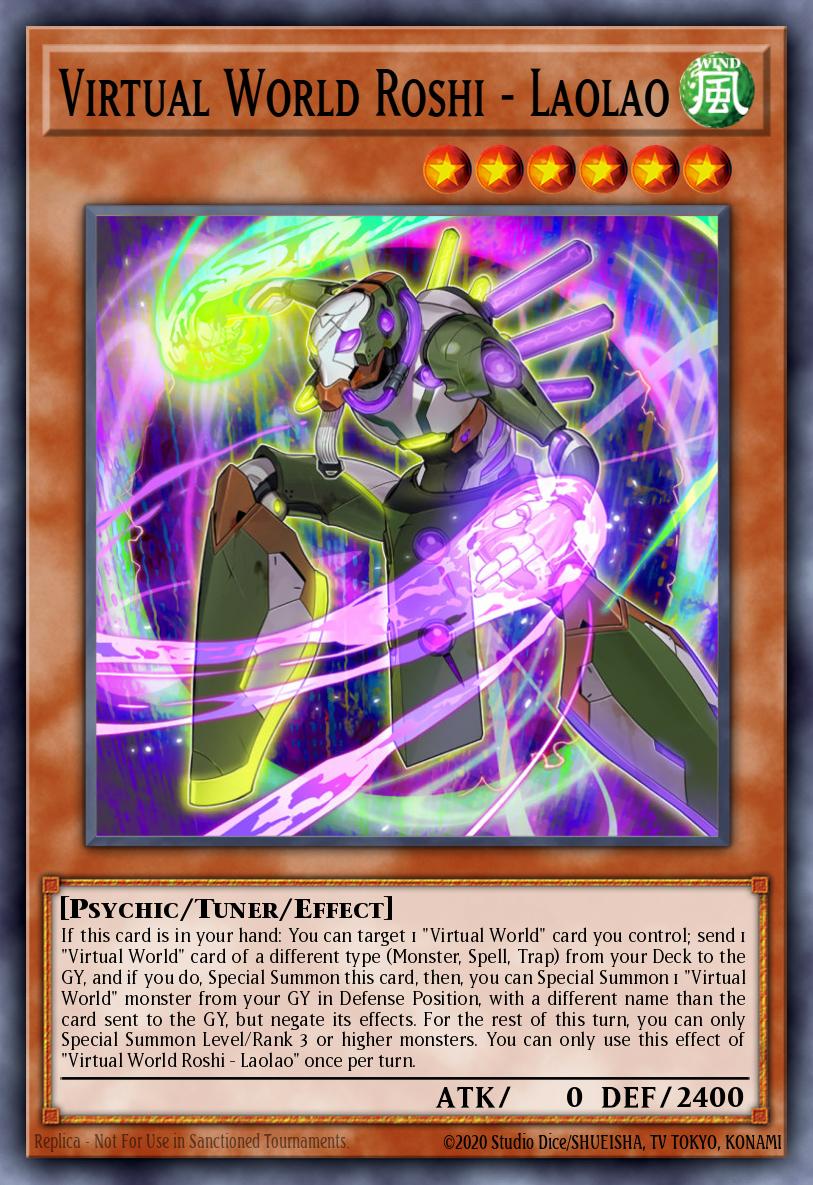 Virtual World Roshi - Laolao
WIND
風
[Psychic/Tuner/Effect]
If this card is in your hand: You can target 1 "Virtual World" card you control; send 1
"Virtual World" card of a different type (Monster, Spell, Trap) from your Deck to the
GY, and if you do, Special Summon this card, then, you can Special Summon 1 "Virtual
World" monster from your GY in Defense Position, with a different name than the
card sent to the GY, but negate its effects. For the rest of this turn, you can only
Special Summon Level/Rank 3 or higher monsters. You can only use this effect of
"Virtual World Roshi - Laolao" once per turn.
ATK/ 0 DEF/2400
Replica - Not For Use in Sanctioned Tournaments.
©2020 Studio Dice/SHUEISHA, TV TOKYO, KONAMI